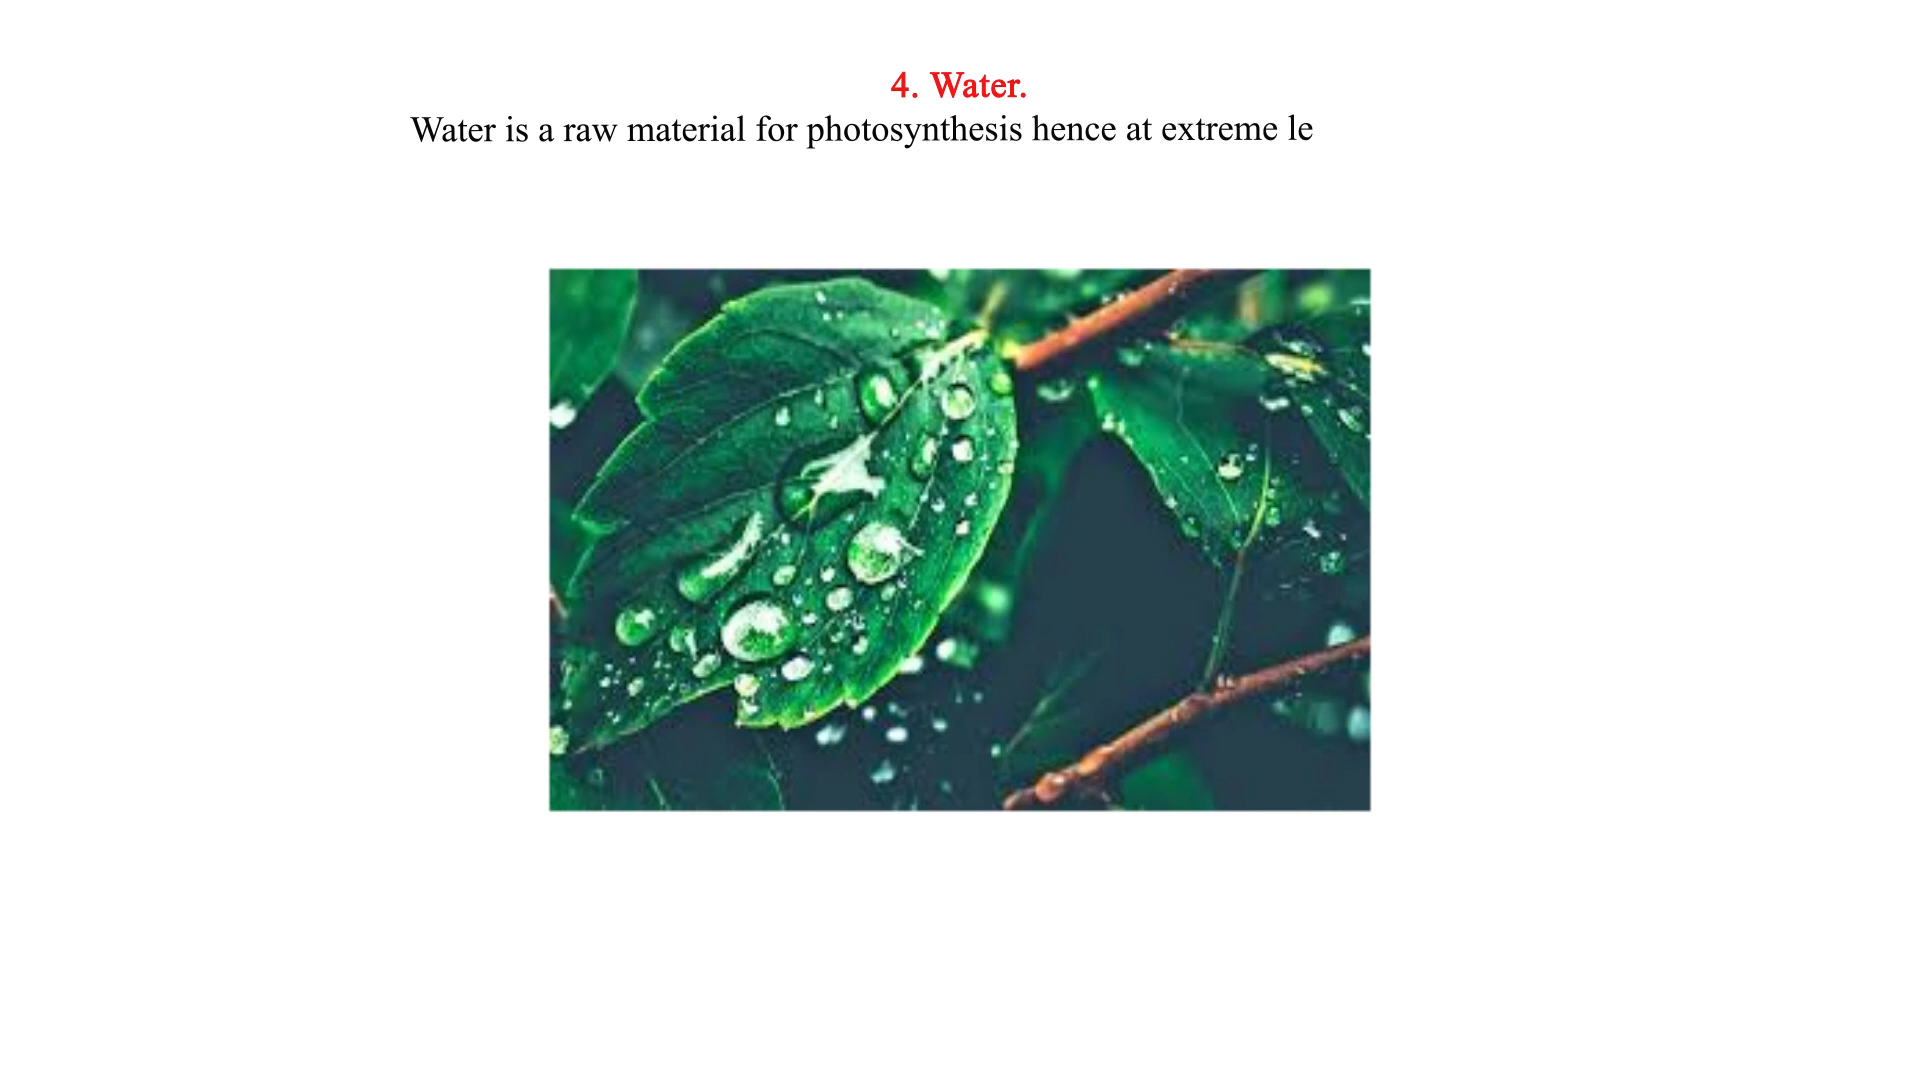 4. Water.
Water is a raw material for photosynthesis hence at extreme le